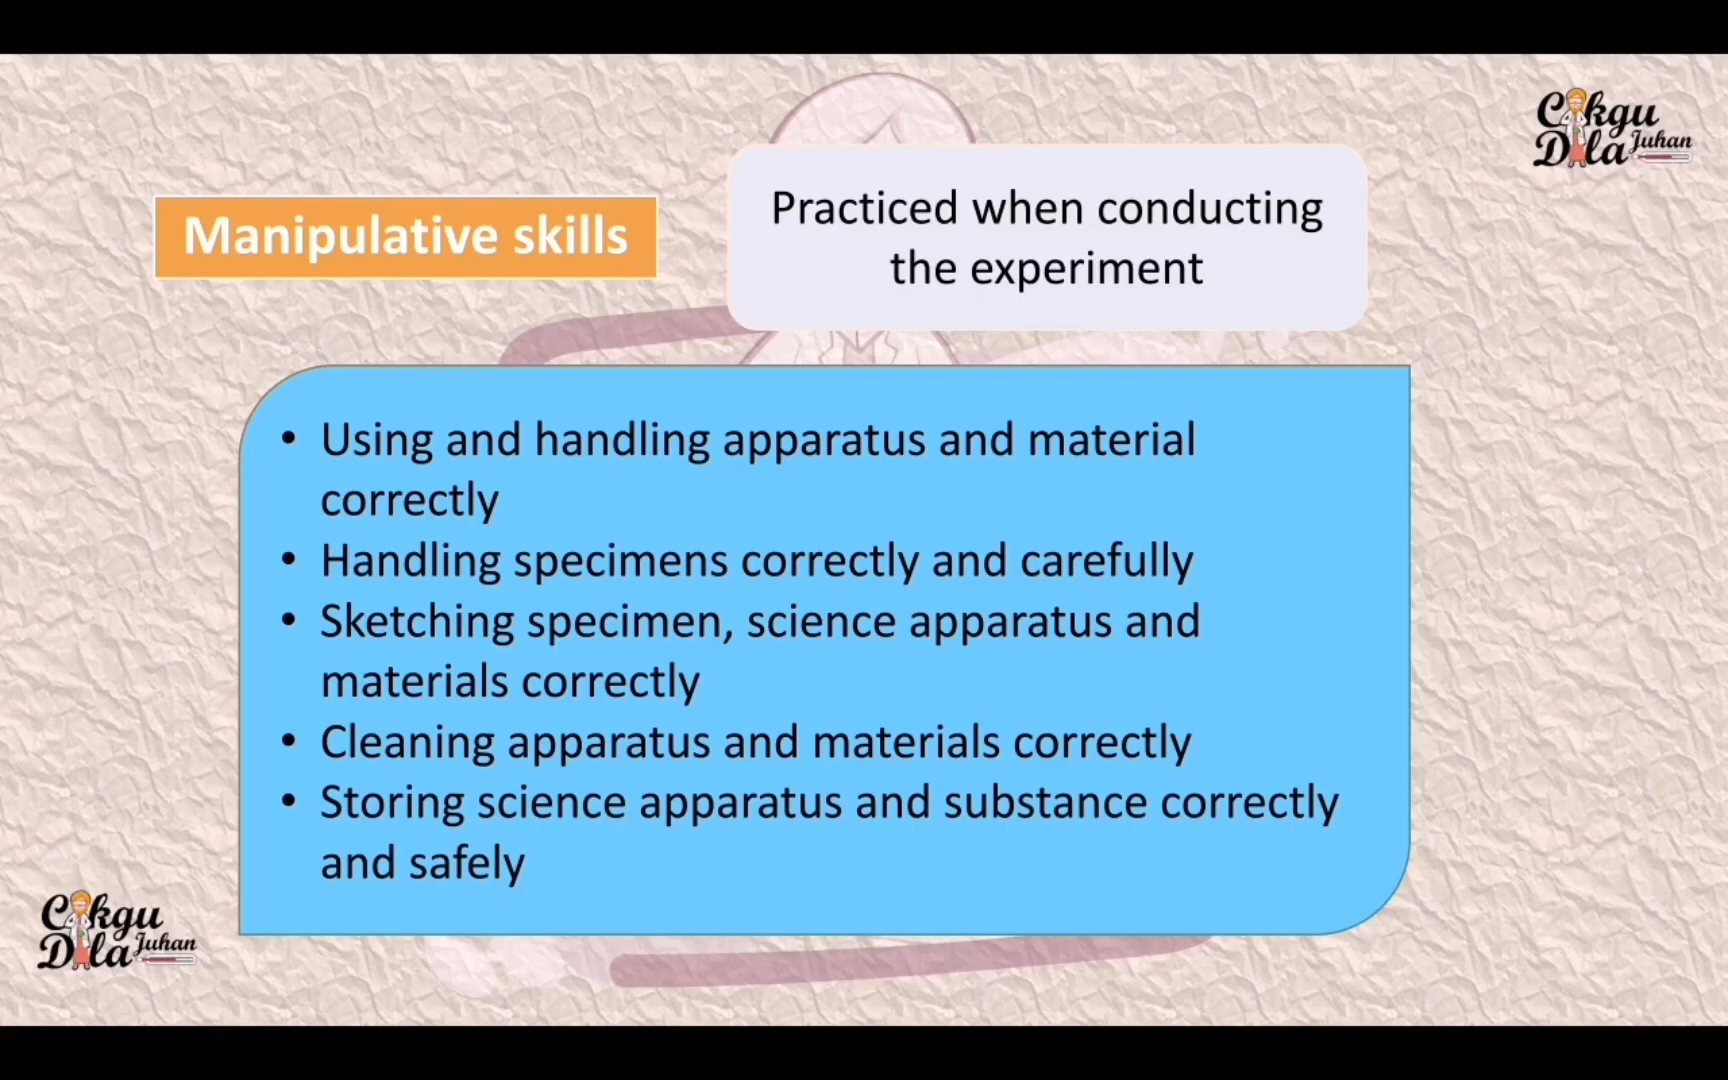 Cikgu
Dila Juhan
Manipulative skills
Practiced when conducting
the experiment
• Using and handling apparatus and material
correctly
• Handling specimens correctly and carefully
• Sketching specimen, science apparatus and
materials correctly
• Cleaning apparatus and materials correctly
• Storing science apparatus and substance correctly
and safely
Cikgu
Dila Juhan